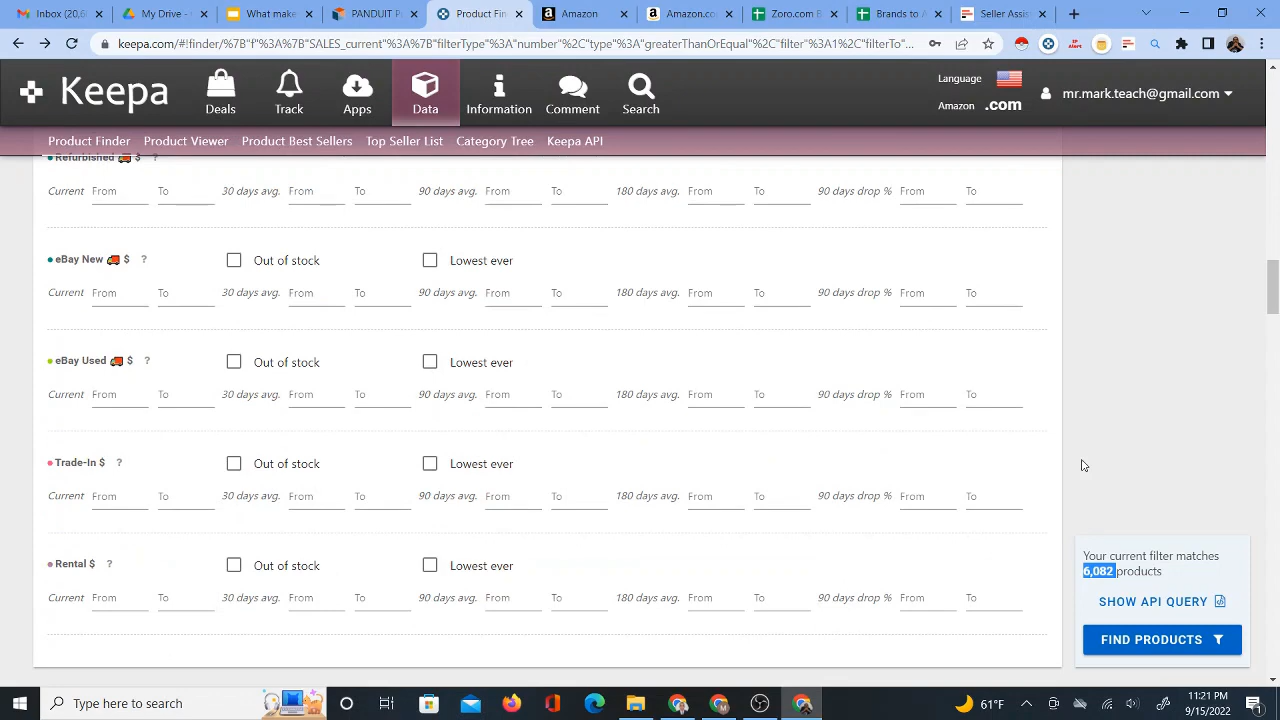 Inbox (20,6
My Drive -
What make
PANDUIT P
Product Fin
Amazon
Amazon.co
Zoro.com B
Brands to A
Seller Assis
keepa.com/#!finder/%7B"f"%3A%7B"SALES_current"%3A%7B"filterType"%3A"number"%2C"type"%3A"greaterThanOrEqual"%2C"filter"%3A1%2C"filterTo"...
Keepa
Deals
Track
Apps
Data
Information
Comment
Search
Language
Amazon .com
mr.mark.teach@gmail.com
Product Finder Product Viewer Product Best Sellers Top Seller List Category Tree Keepa API
Refurbished $ ?
Current From To 30 days avg. From To 90 days avg. From To 180 days avg. From To 90 days drop % From To
eBay New $ ? Out of stock Lowest ever
Current From To 30 days avg. From To 90 days avg. From To 180 days avg. From To 90 days drop % From To
eBay Used $ ? Out of stock Lowest ever
Current From To 30 days avg. From To 90 days avg. From To 180 days avg. From To 90 days drop % From To
Trade-In $ ? Out of stock Lowest ever
Current From To 30 days avg. From To 90 days avg. From To 180 days avg. From To 90 days drop % From To
Rental $ ? Out of stock Lowest ever
Current From To 30 days avg. From To 90 days avg. From To 180 days avg. From To 90 days drop % From To
Your current filter matches
6,082 products
SHOW API QUERY
FIND PRODUCTS
Type here to search
11:21 PM
9/15/2022